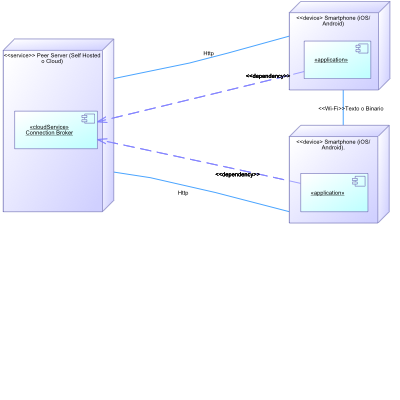 <<device> Smartphone (iOS/
Android)
<<service>> Peer Server (Self Hosted
o Cloud)
Http
«application»
<<dependency>>
<<Wi-Fi>>Texto o Binario
«cloudService»
Connection Broker
<<device) Smartphone (iOS/
Android).
<<dependency>>
«application»
Http